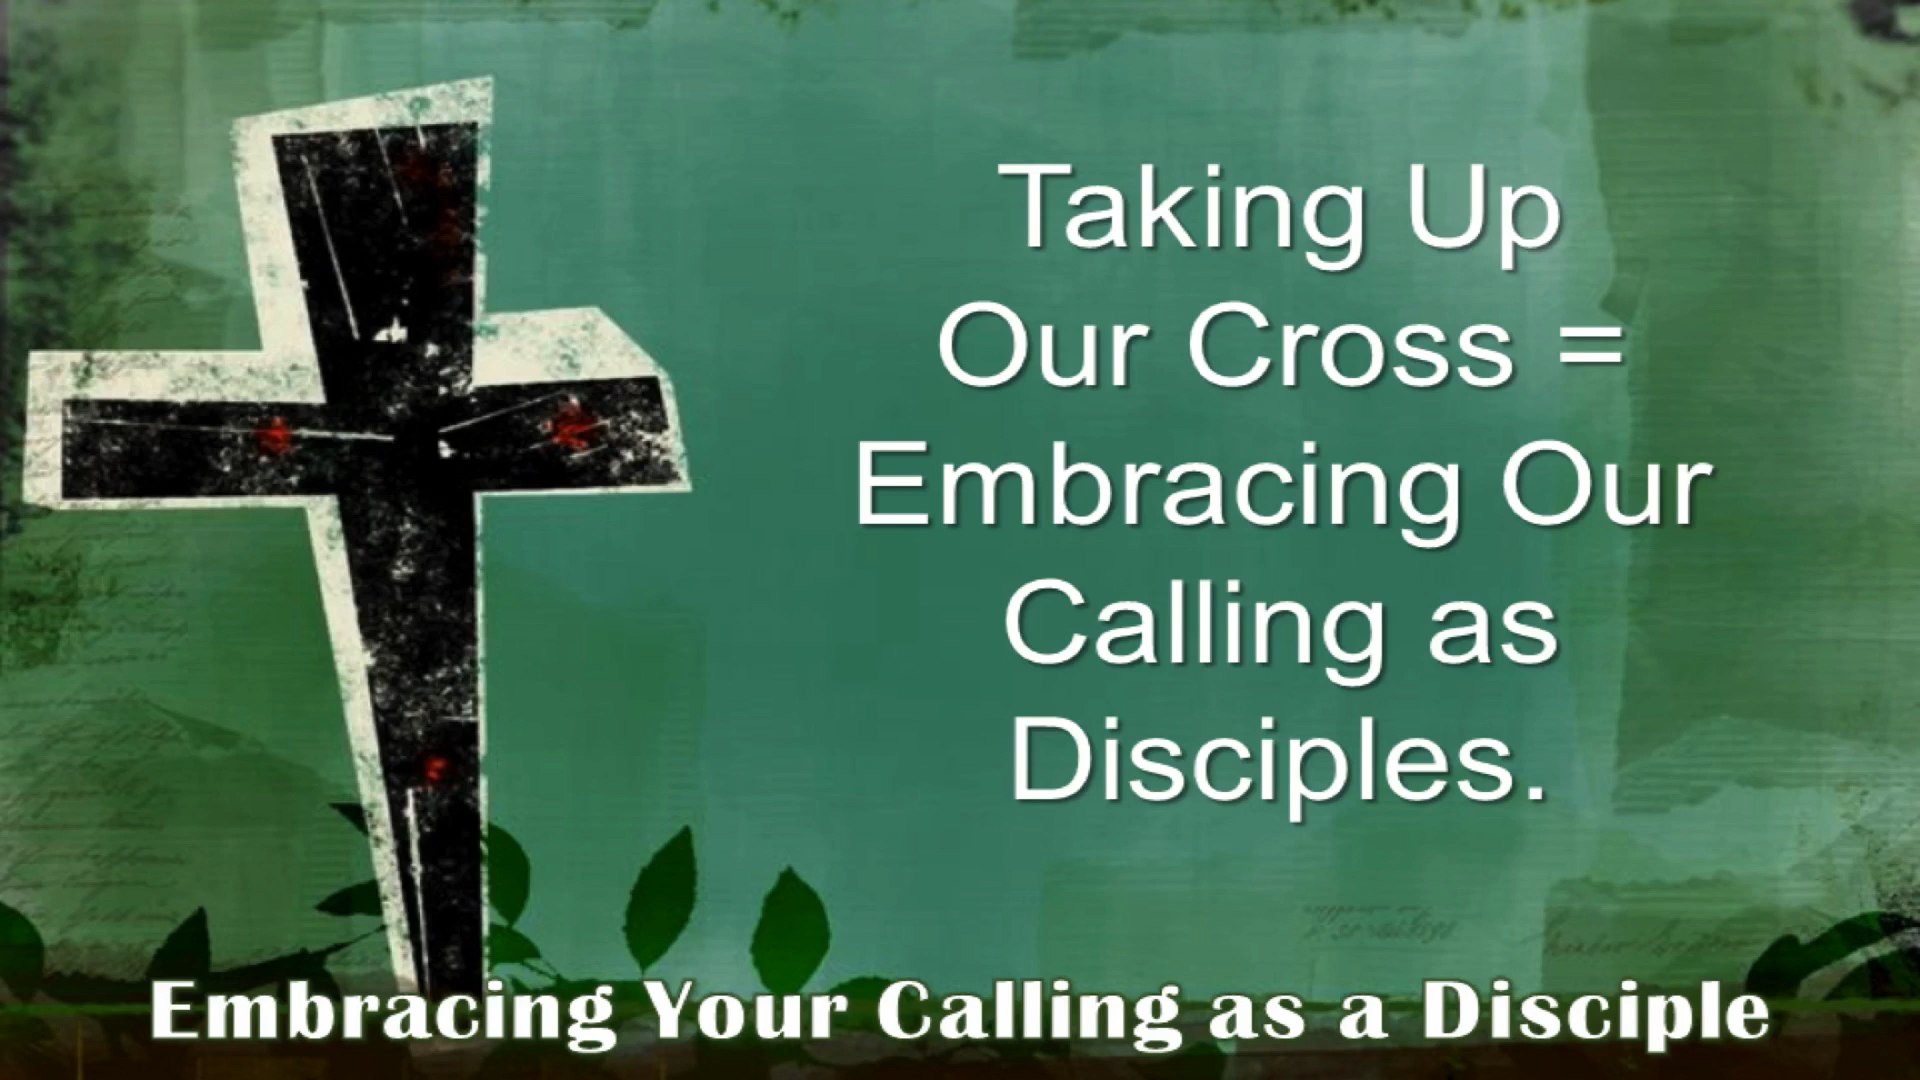 Taking Up
Our Cross =
Embracing Our
Calling as
Disciples.
Embracing Your Calling as a Disciple